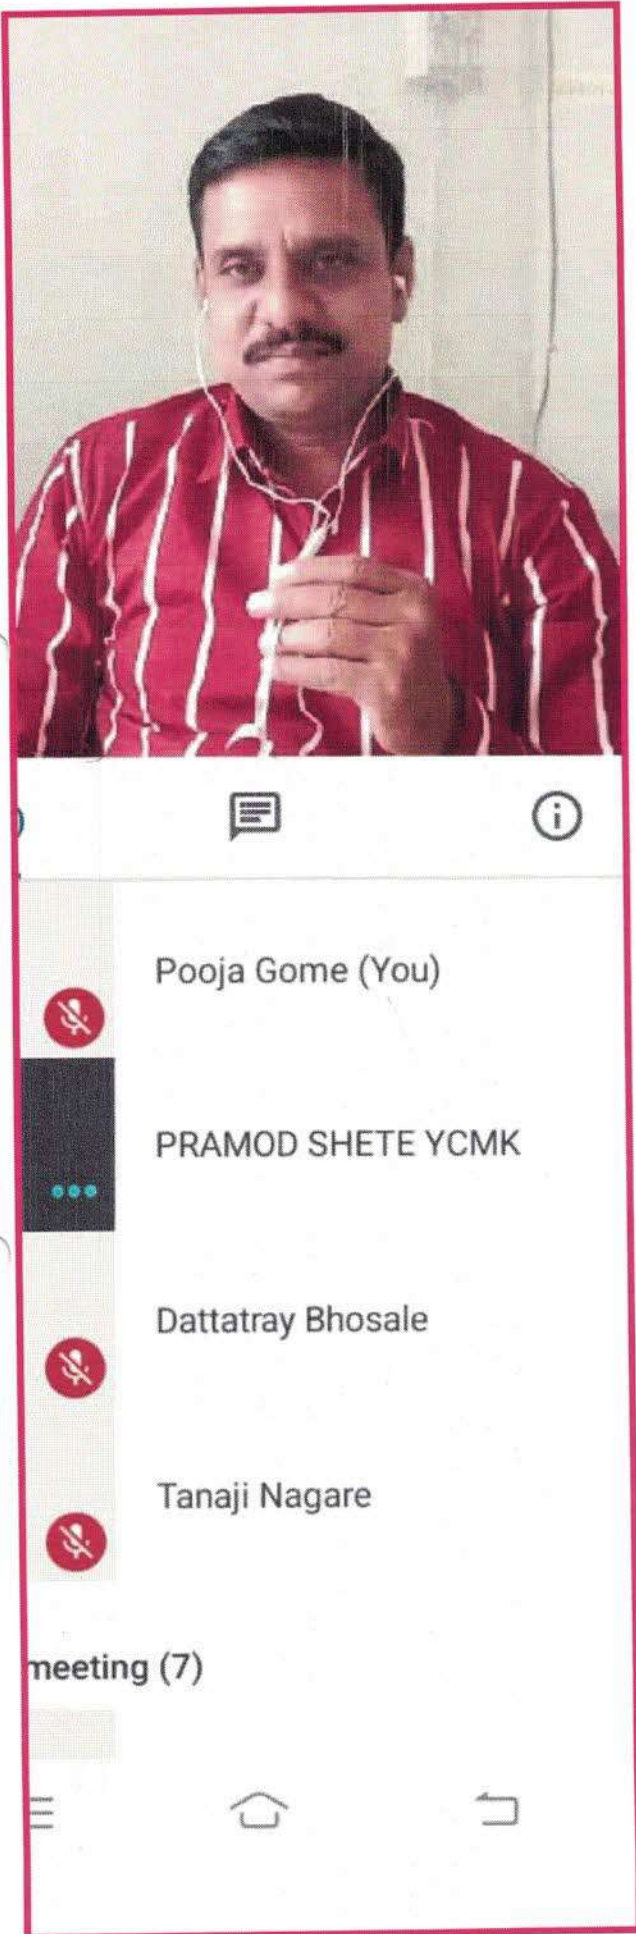 Pooja Gome (You)
PRAMOD SHETE YCMK
Dattatray Bhosale
Tanaji Nagare
meeting (7)